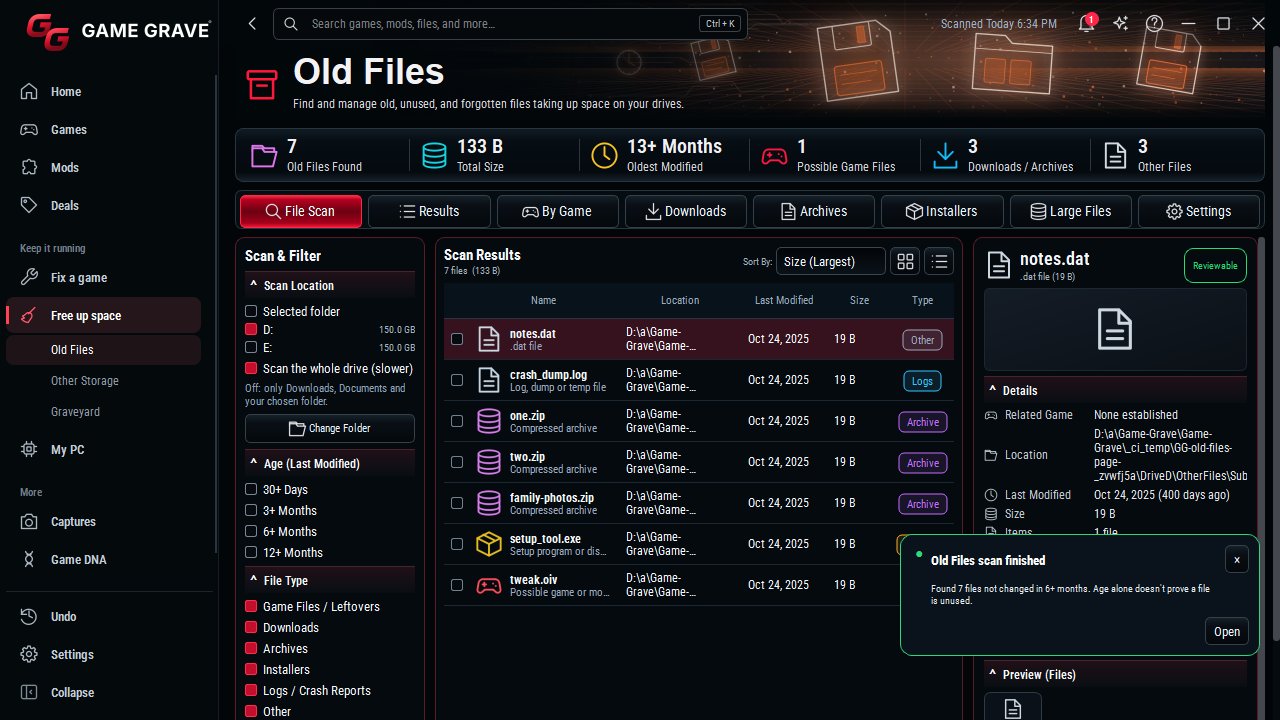 GAME GRAVE
Home
Games
Mods
Deals
Keep it running
Fix a game
Free up space
Old Files
Other Storage
Graveyard
My PC
More
Captures
Game DNA
Undo
Settings
Collapse
Search games, mods, files, and more...
Ctrl + K
Scanned Today 6:34 PM
1
Old Files
Find and manage old, unused, and forgotten files taking up space on your drives.
7
Old Files Found
133 B
Total Size
13+ Months
Oldest Modified
1
Possible Game Files
3
Downloads / Archives
3
Other Files
File Scan
Results
By Game
Downloads
Archives
Installers
Large Files
Settings
Scan & Filter
Scan Location
Selected folder
D: 150.0 GB
E: 150.0 GB
Scan the whole drive (slower)
Off: only Downloads, Documents and
your chosen folder.
Change Folder
Age (Last Modified)
30+ Days
3+ Months
6+ Months
12+ Months
File Type
Game Files / Leftovers
Downloads
Archives
Installers
Logs / Crash Reports
Other
Scan Results
7 files (133 B)
Sort By: Size (Largest)
Name Location Last Modified Size Type
notes.dat
.dat file
D:\a\Game-
Grave\Game-...
Oct 24, 2025
19 B
Other
crash_dump.log
Log, dump or temp file
D:\a\Game-
Grave\Game-...
Oct 24, 2025
19 B
Logs
one.zip
Compressed archive
D:\a\Game-
Grave\Game-...
Oct 24, 2025
19 B
Archive
two.zip
Compressed archive
D:\a\Game-
Grave\Game-...
Oct 24, 2025
19 B
Archive
family-photos.zip
Compressed archive
D:\a\Game-
Grave\Game-...
Oct 24, 2025
19 B
Archive
setup_tool.exe
Setup program or dis...
D:\a\Game-
Grave\Game-...
Oct 24, 2025
19 B
tweak.oiv
Possible game or mo...
D:\a\Game-
Grave\Game-...
Oct 24, 2025
19 B
notes.dat
.dat file (19 B)
Reviewable
Details
Related Game None established
Location
D:\a\Game-Grave\Game-
Grave\_ci_temp\GG-old-files-
page-
_zvwfj5a\DriveD\OtherFiles\Sub
Last Modified Oct 24, 2025 (400 days ago)
Size 19 B
Items 1 file
Old Files scan finished
x
Found 7 files not changed in 6+ months. Age alone doesn't prove a file
is unused.
Open
Preview (Files)